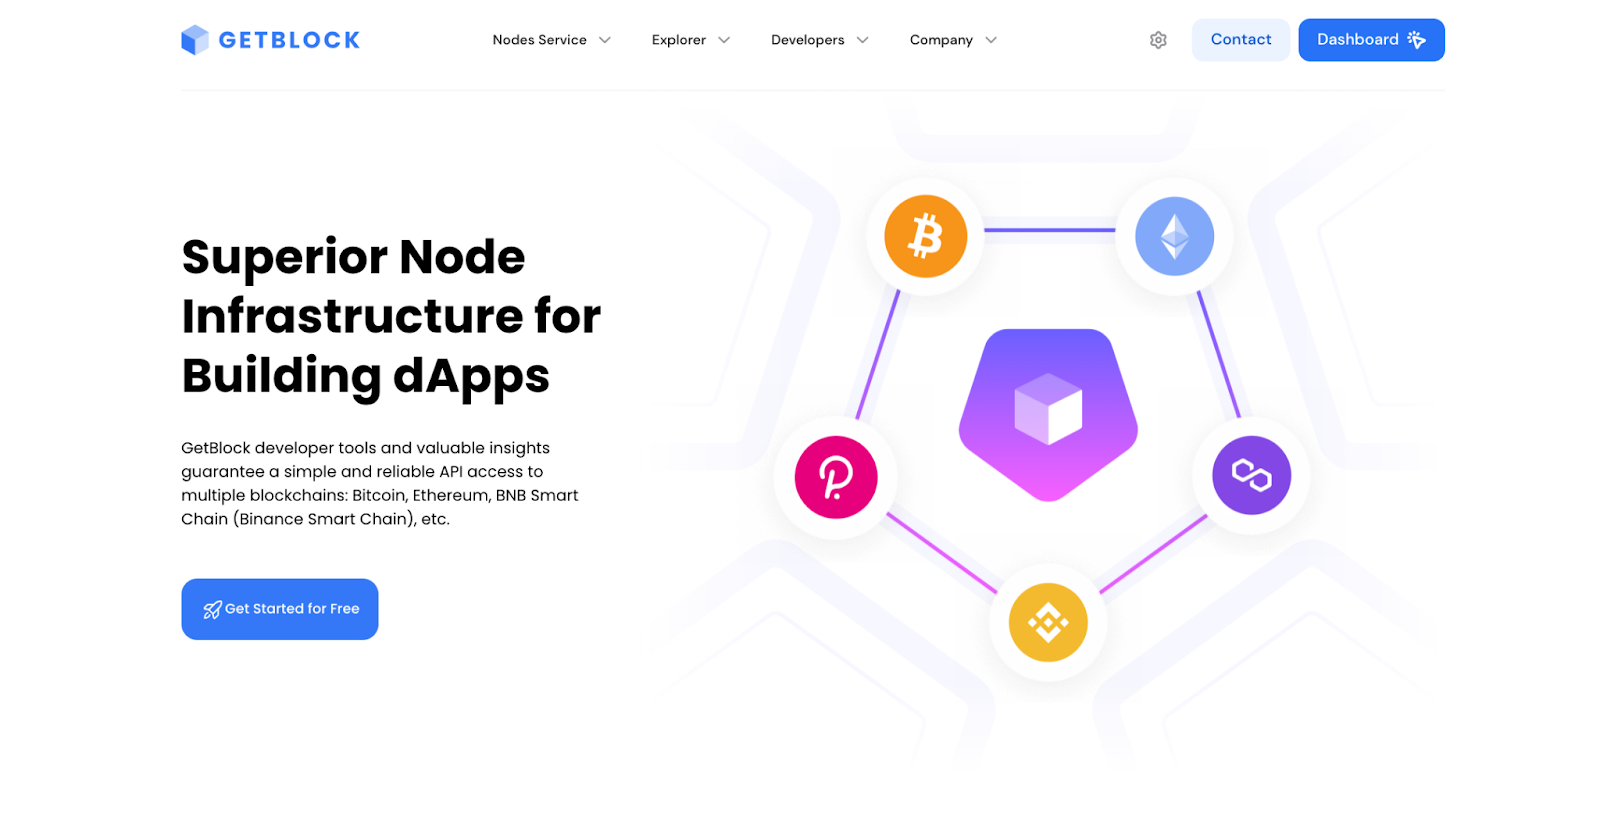 GETBLOCK
Nodes Service
Explorer
Developers
Company
Contact
Dashboard
Superior Node
Infrastructure for
Building dApps
GetBlock developer tools and valuable insights
guarantee a simple and reliable API access to
multiple blockchains: Bitcoin, Ethereum, BNB Smart
Chain (Binance Smart Chain), etc.
Get Started for Free